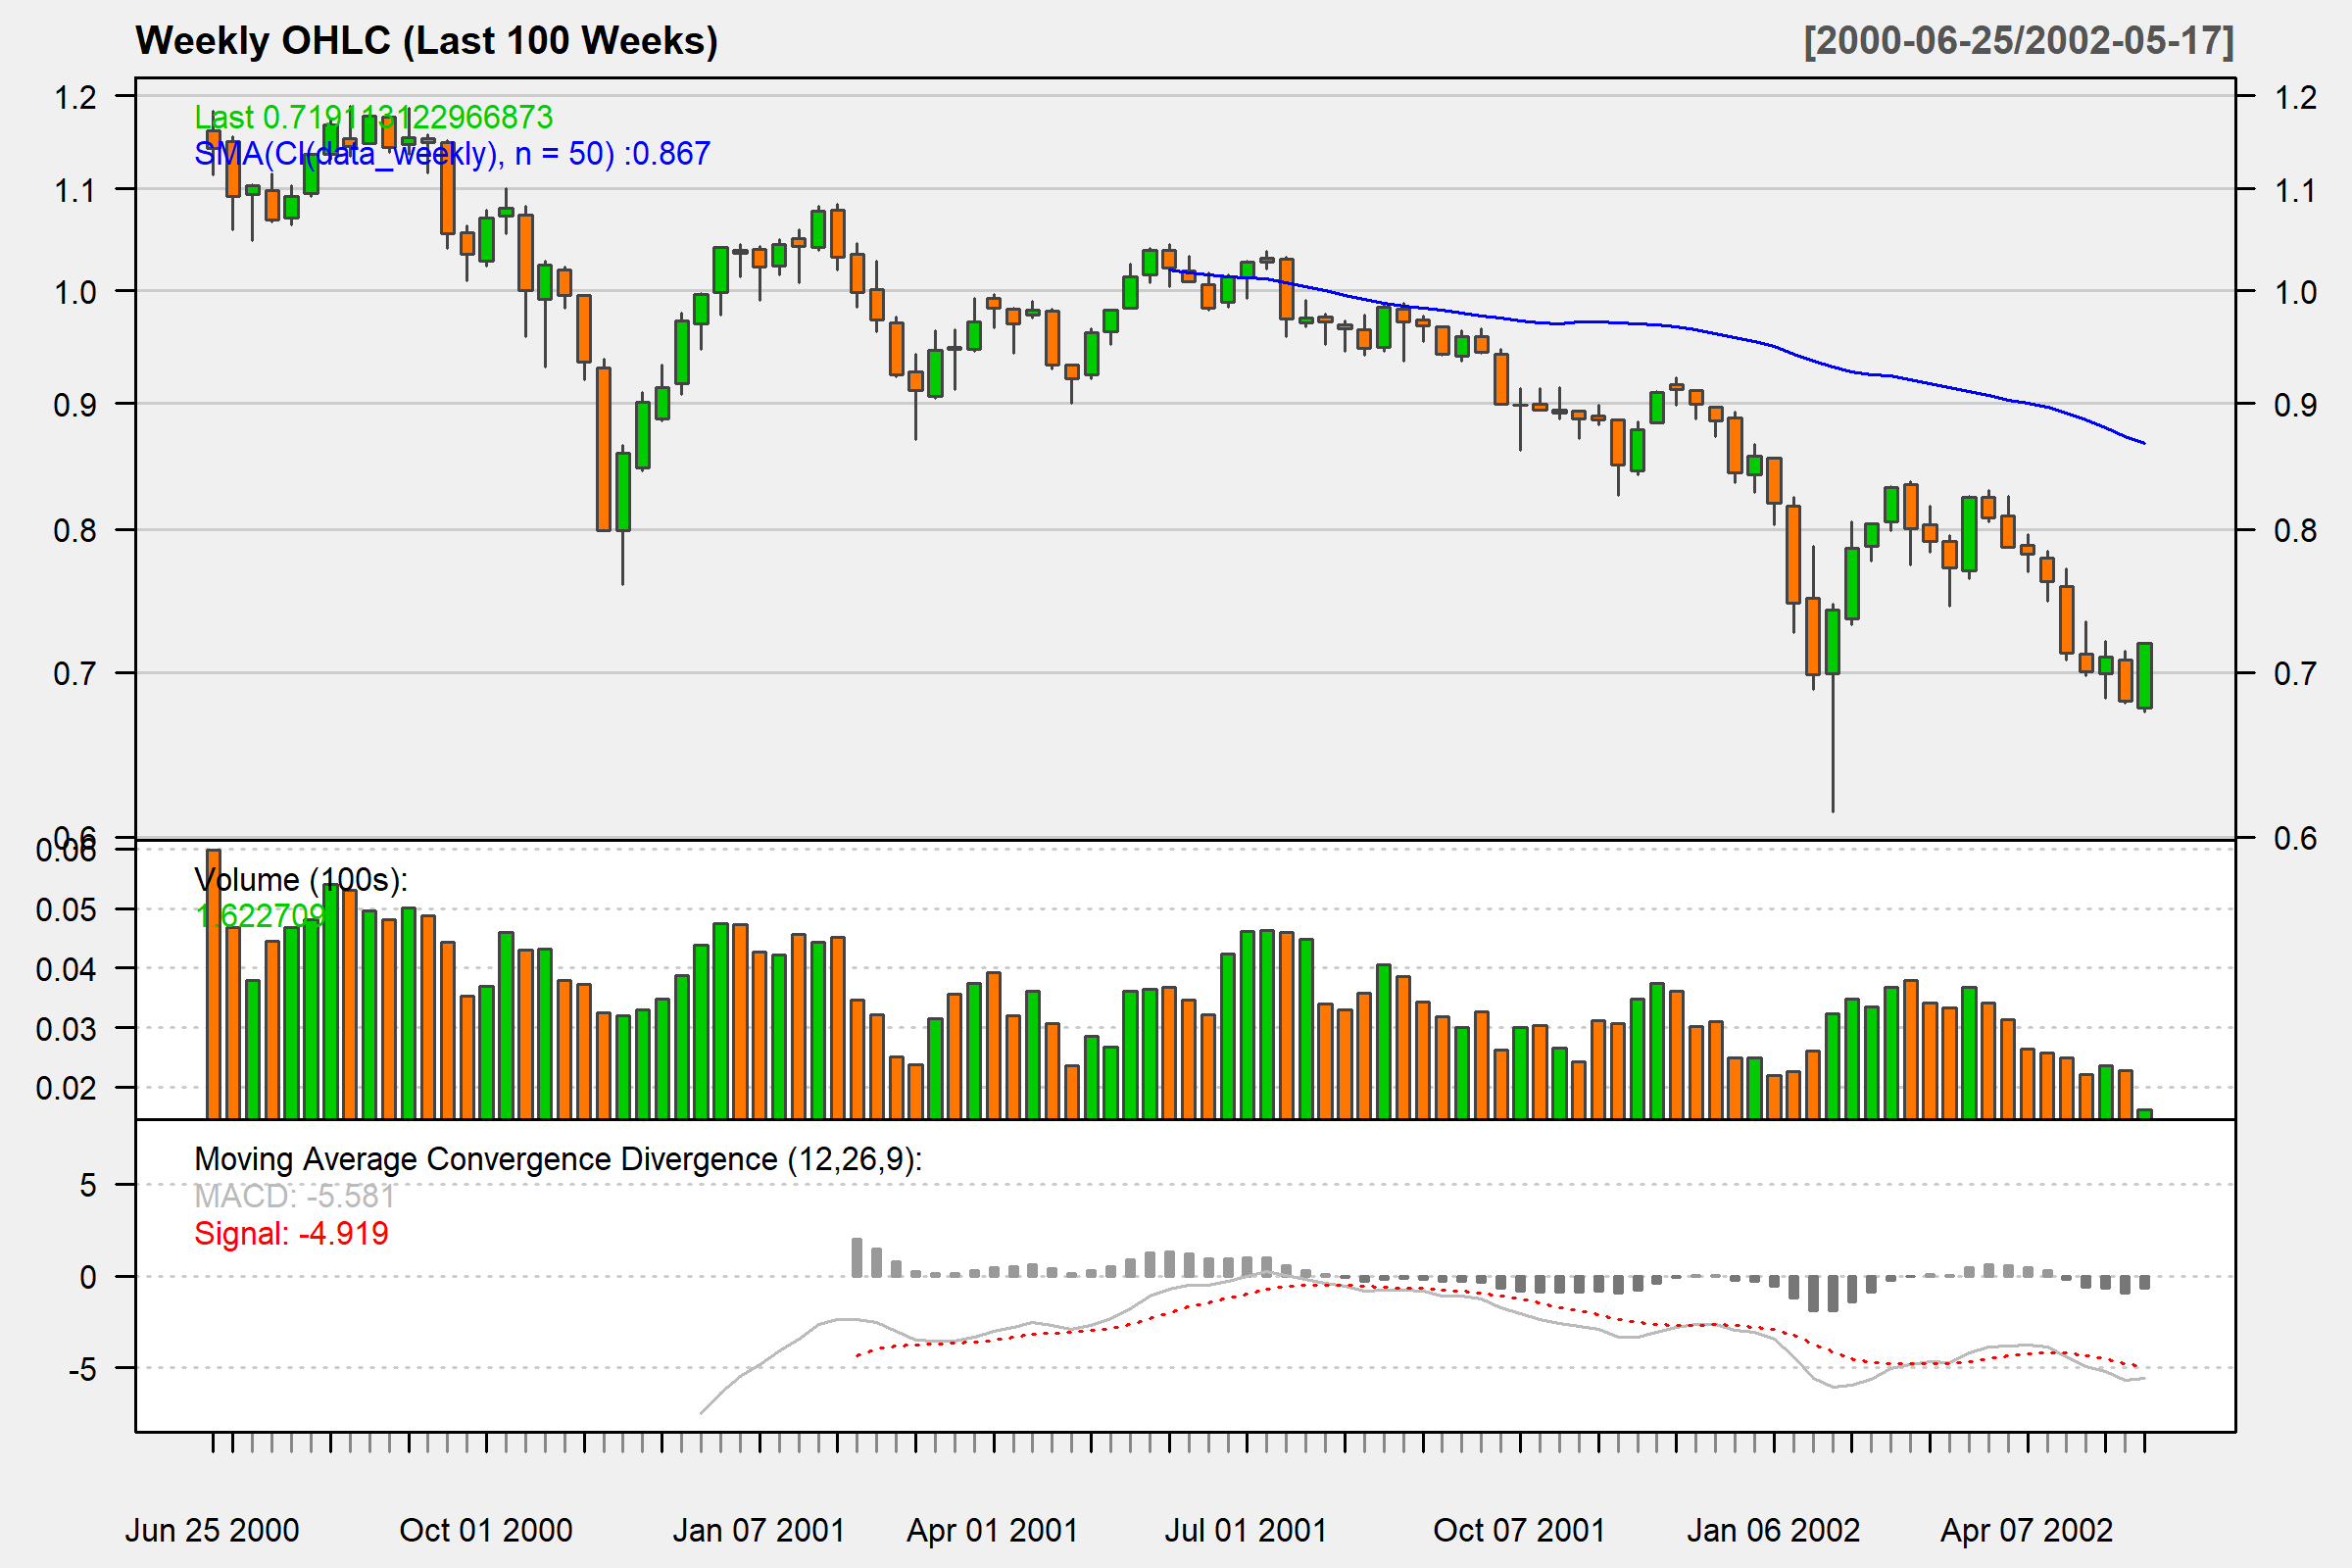 Weekly OHLC (Last 100 Weeks)
[2000-06-25/2002-05-17]
Last 0.719113122966873
SMA(Cl(data_weekly), n = 50) :0.867
1.2
1.1
1.0
0.9
0.8
0.7
0.6
1.2
1.1
1.0
0.9
0.8
0.7
0.6
Volume (100s):
1.622709
0.06
0.05
0.04
0.03
0.02
Moving Average Convergence Divergence (12,26,9):
MACD: -5.581
Signal: -4.919
5
0
-5
Jun 25 2000
Oct 01 2000
Jan 07 2001
Apr 01 2001
Jul 01 2001
Oct 07 2001
Jan 06 2002
Apr 07 2002